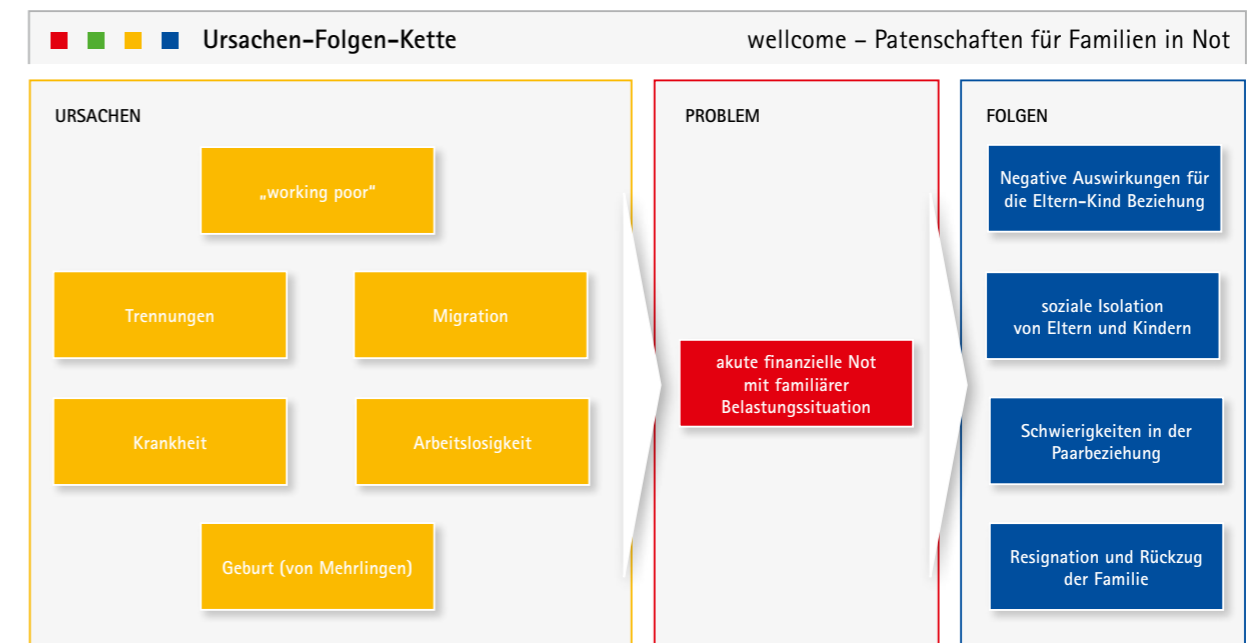 Ursachen-Folgen-Kette
wellcome – Patenschaften für Familien in Not
URSACHEN
„working poor“
Trennungen
Migration
Krankheit
Arbeitslosigkeit
Geburt (von Mehrlingen)
PROBLEM
akute finanzielle Not
mit familiärer
Belastungssituation
FOLGEN
Negative Auswirkungen für
die Eltern-Kind Beziehung
soziale Isolation
von Eltern und Kindern
Schwierigkeiten in der
Paarbeziehung
Resignation und Rückzug
der Familie